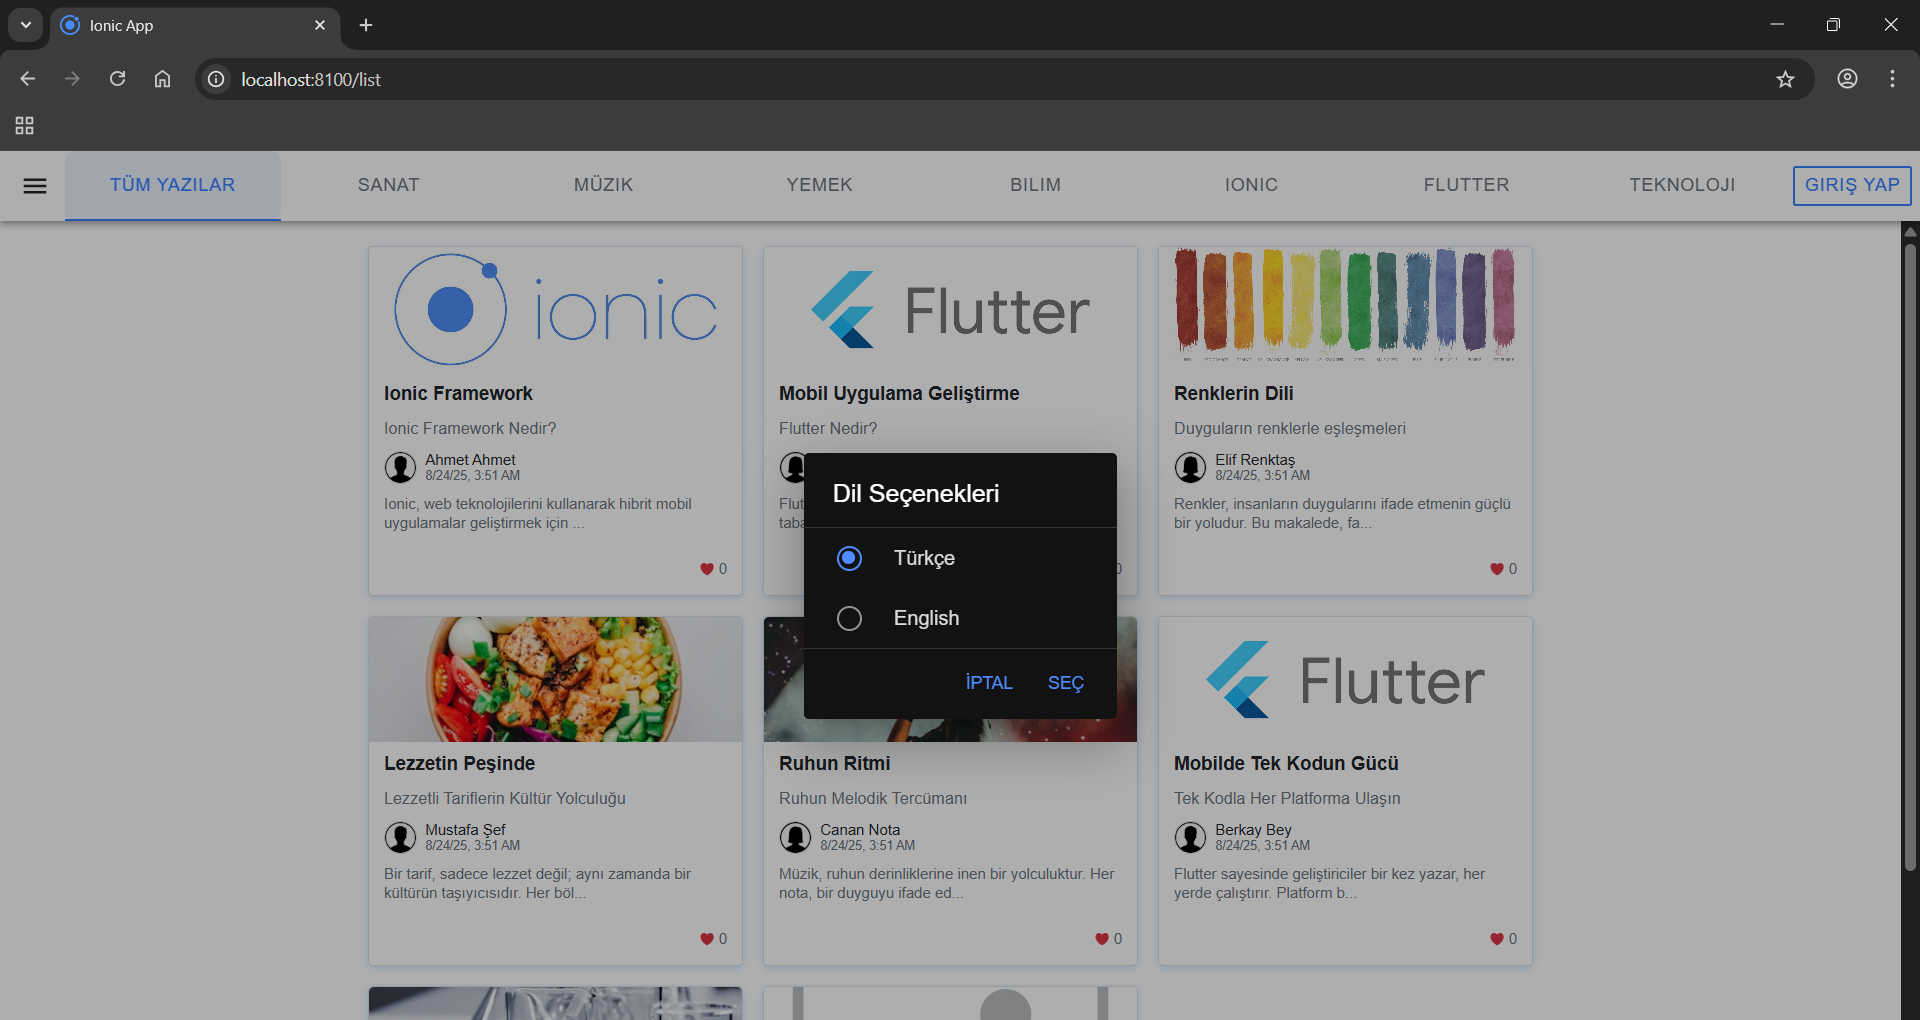 Ionic App
localhost:8100/list
TÜM YAZILAR
SANAT
MÜZIK
YEMEK
BILIM
IONIC
FLUTTER
TEKNOLOJI
GIRIŞ YAP
ionic
Ionic Framework
Ionic Framework Nedir?
Ahmet Ahmet
8/24/25, 3:51 AM
Ionic, web teknolojilerini kullanarak hibrit mobil
uygulamalar geliştirmek için ...
0
Flutter
Mobil Uygulama Geliştirme
Flutter Nedir?
Flut
taba
0
Renklerin Dili
Duyguların renklerle eşleşmeleri
Elif Renktaş
8/24/25, 3:51 AM
Renkler, insanların duygularını ifade etmenin güçlü
bir yoludur. Bu makalede, fa...
0
Dil Seçenekleri
Türkçe
English
İPTAL
SEÇ
Lezzetin Peşinde
Lezzetli Tariflerin Kültür Yolculuğu
Mustafa Şef
8/24/25, 3:51 AM
Bir tarif, sadece lezzet değil; aynı zamanda bir
kültürün taşıyıcısıdır. Her böl...
0
Ruhun Ritmi
Ruhun Melodik Tercümanı
Canan Nota
8/24/25, 3:51 AM
Müzik, ruhun derinliklerine inen bir yolculuktur. Her
nota, bir duyguyu ifade ed...
0
Flutter
Mobilde Tek Kodun Gücü
Tek Kodla Her Platforma Ulaşın
Berkay Bey
8/24/25, 3:51 AM
Flutter sayesinde geliştiriciler bir kez yazar, her
yerde çalıştırır. Platform b...
0